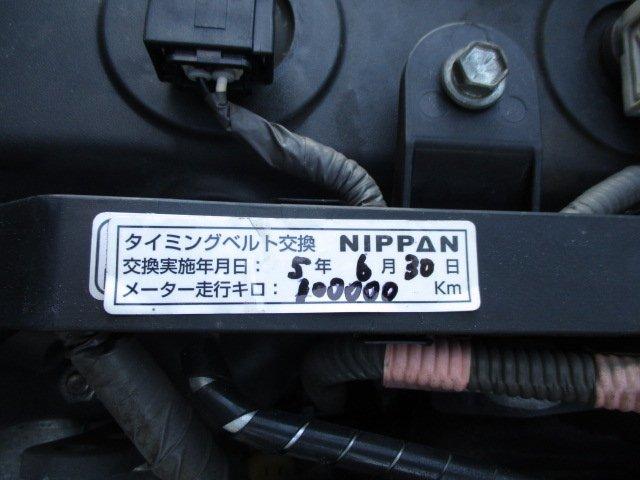 タイミングベルト交換 NIPPAN
交換実施年月日： 5年 6月30日
メーター走行キロ： 100000 Km